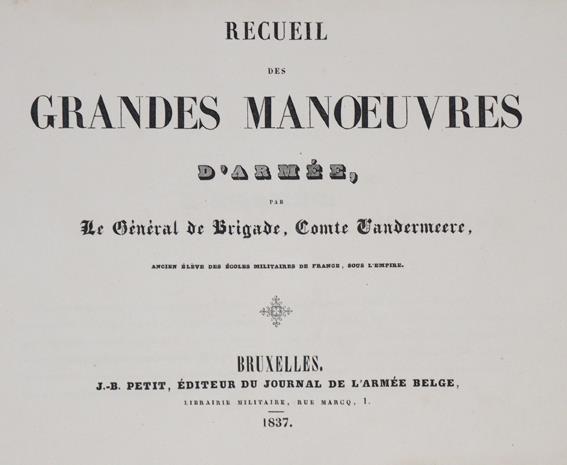 RECUEIL
DES
GRANDES MANŒUVRES
D'ARMÉE,
PAR
Le Général de Brigade, Comte Vandermeere,
ANCIEN ÉLÈVE DES ÉCOLES MILITAIRES DE FRANCE, SOUS L'EMPIRE.
BRUXELLES.
J.-B. PETIT, ÉDITEUR DU JOURNAL DE L'ARMÉE BELGE,
LIBRAIRIE MILITAIRE, RUE MARCQ, 1.
1837.